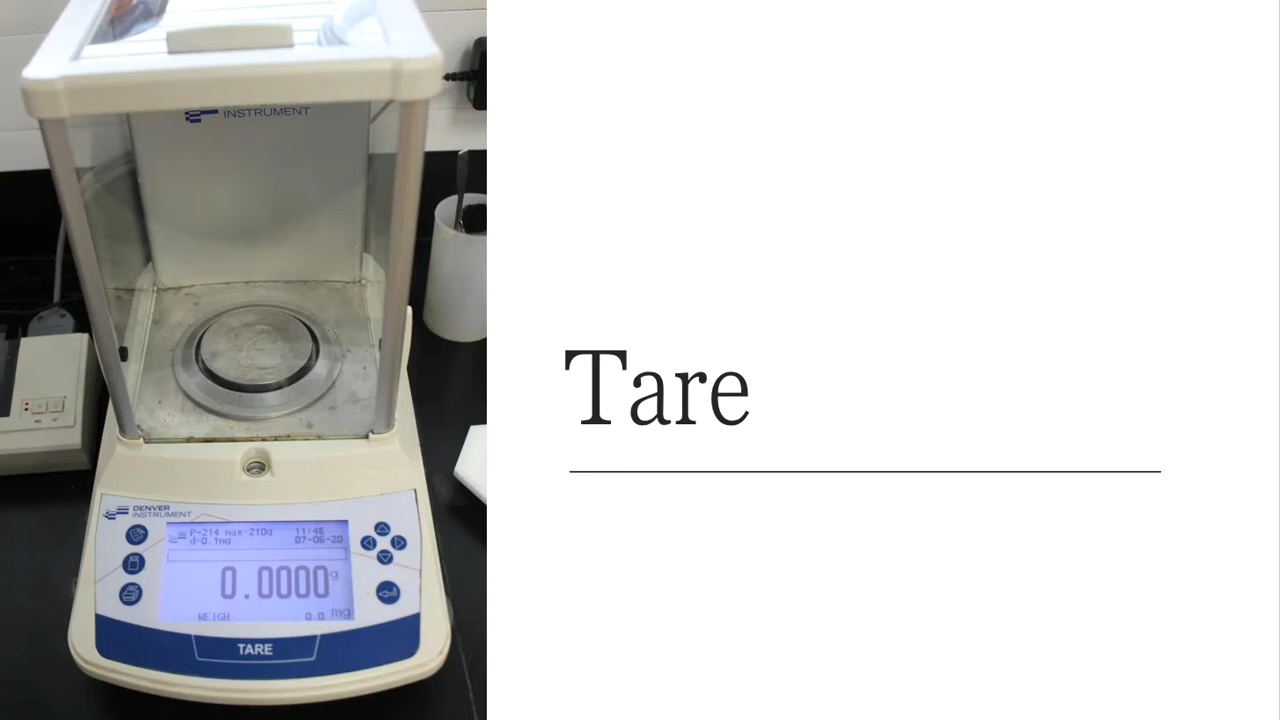 INSTRUMENT
DENVER
INSTRUMENT
P-214 max=210g 11:46
d=0.1mg 07-06-20
0.0000 g
WEIGH 0.0 mg
TARE
Tare